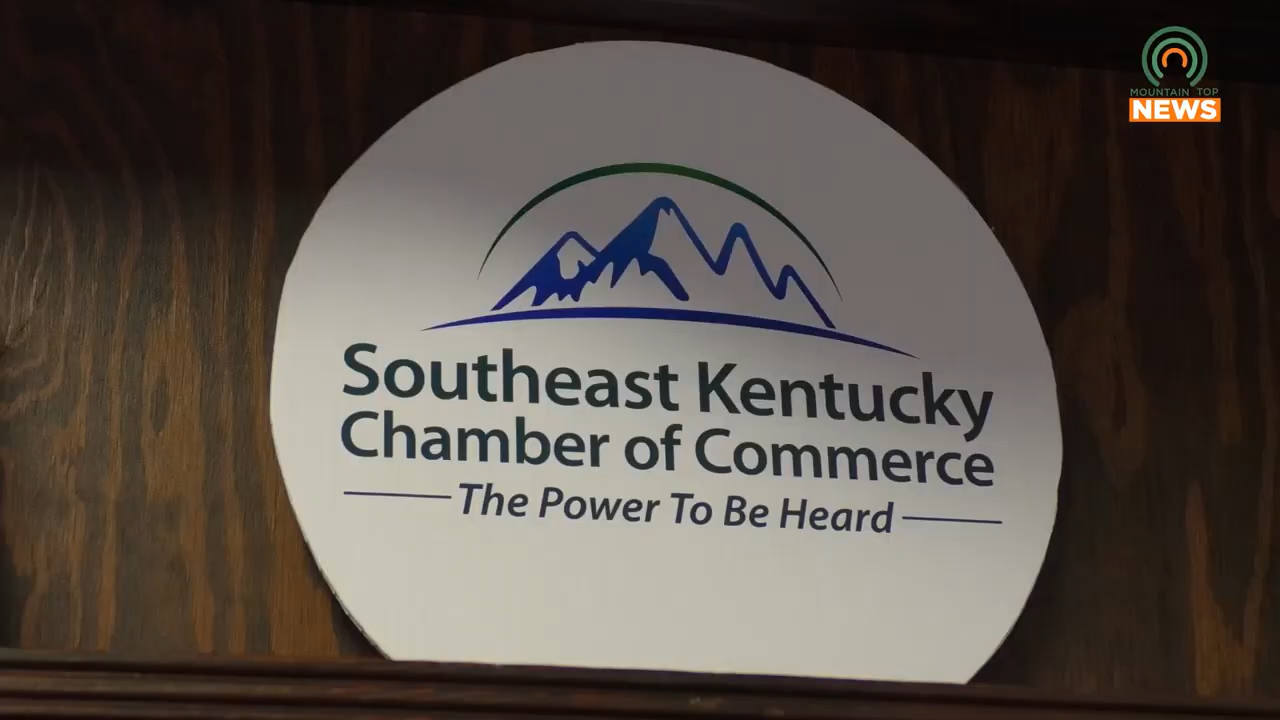 MOUNTAIN TOP
NEWS
Southeast Kentucky
Chamber of Commerce
The Power To Be Heard